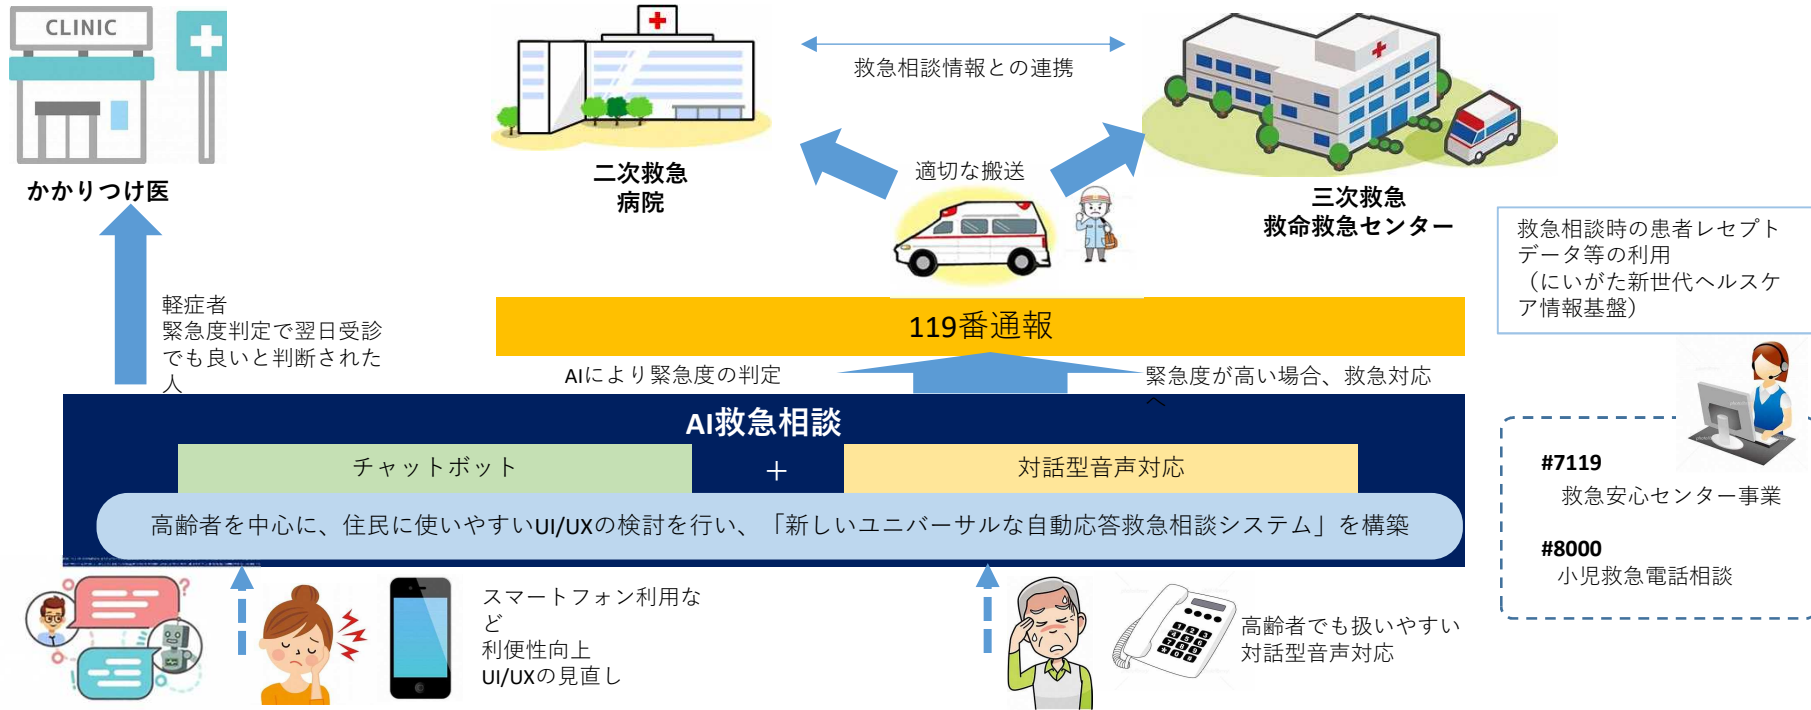 CLINIC
かかりつけ医
二次救急
病院
救急相談情報との連携
適切な搬送
三次救急
救命救急センター
救急相談時の患者レセプト
データ等の利用
（にいがた新世代ヘルスケ
ア情報基盤）
軽症者
緊急度判定で翌日受診
でも良いと判断された
人
119番通報
AIにより緊急度の判定
緊急度が高い場合、救急対応
へ
AI救急相談
チャットボット
＋
対話型音声対応
高齢者を中心に、住民に使いやすいUI/UXの検討を行い、「新しいユニバーサルな自動応答救急相談システム」を構築
#7119
救急安心センター事業
#8000
小児救急電話相談
スマートフォン利用な
ど
利便性向上
UI/UXの見直し
高齢者でも扱いやすい
対話型音声対応